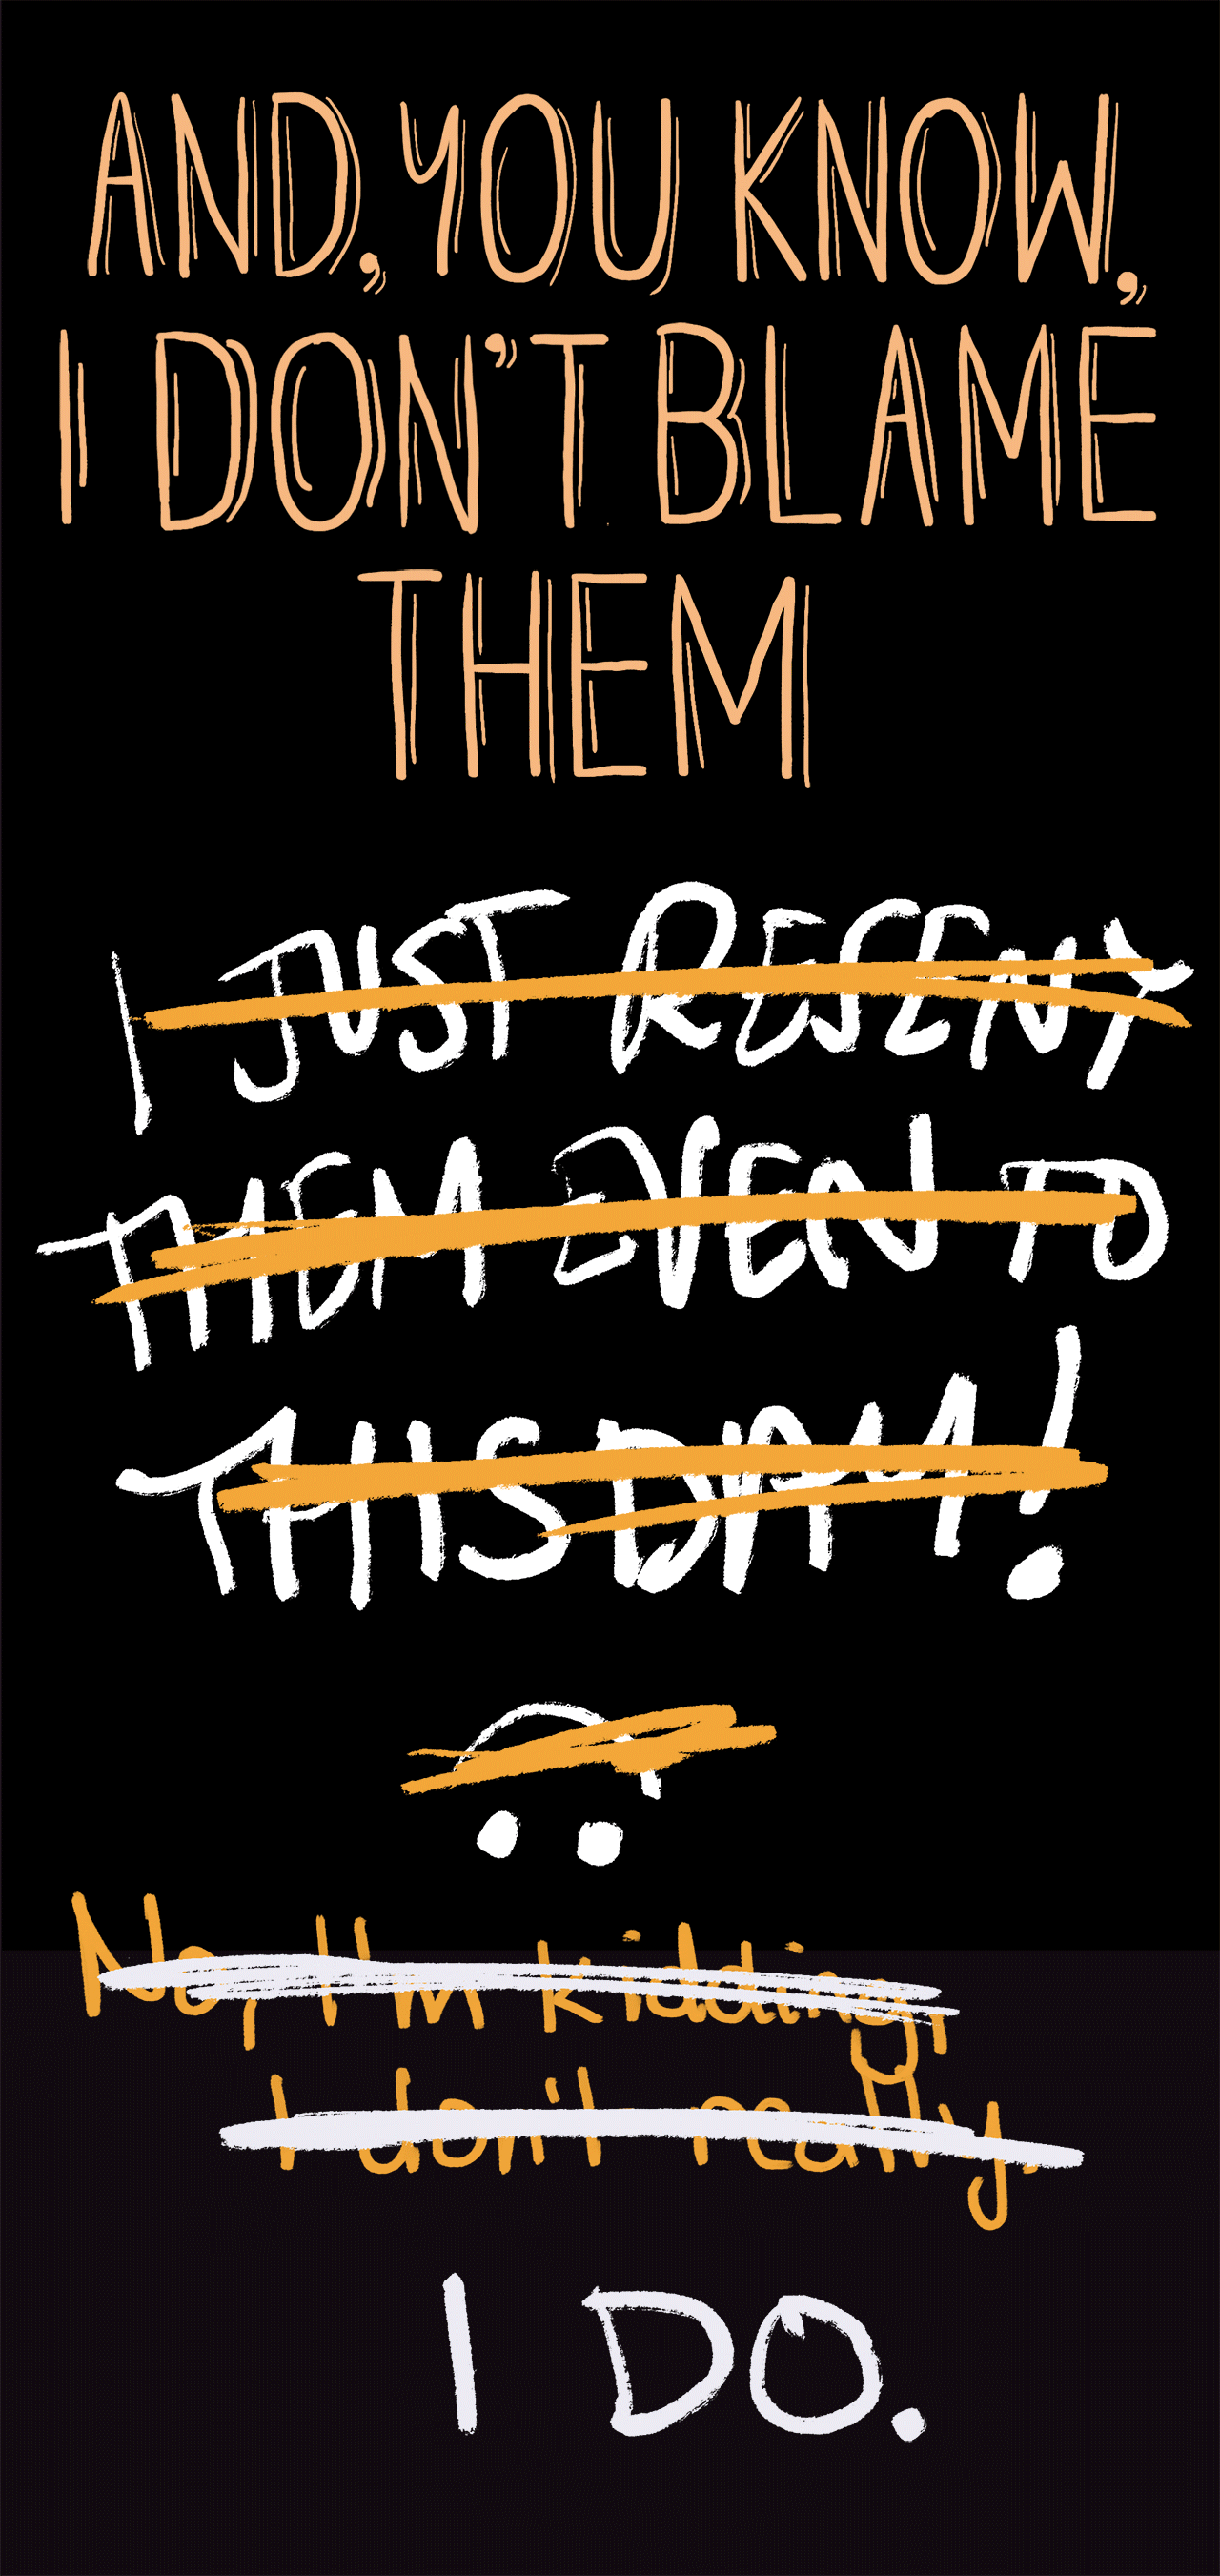 AND, YOU KNOW,
I DON'T BLAME
THEM
I JUST RESENT
THEM EVEN TO
THIS DAY!
No, I'm kidding,
I don't really.
I DO.